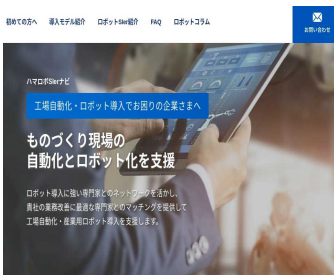 初めての方へ 導入モデル紹介 ロボットSIer紹介 FAQ ロボットコラム
お問い合わせ
ハマロボSIerナビ
工場自動化・ロボット導入でお困りの企業さまへ
ものづくり現場の
自動化とロボット化を支援
ロボット導入に強い専門家とのネットワークを活かし、
貴社の業務改善に最適な専門家とのマッチングを提供して
工場自動化・産業用ロボット導入を支援します。